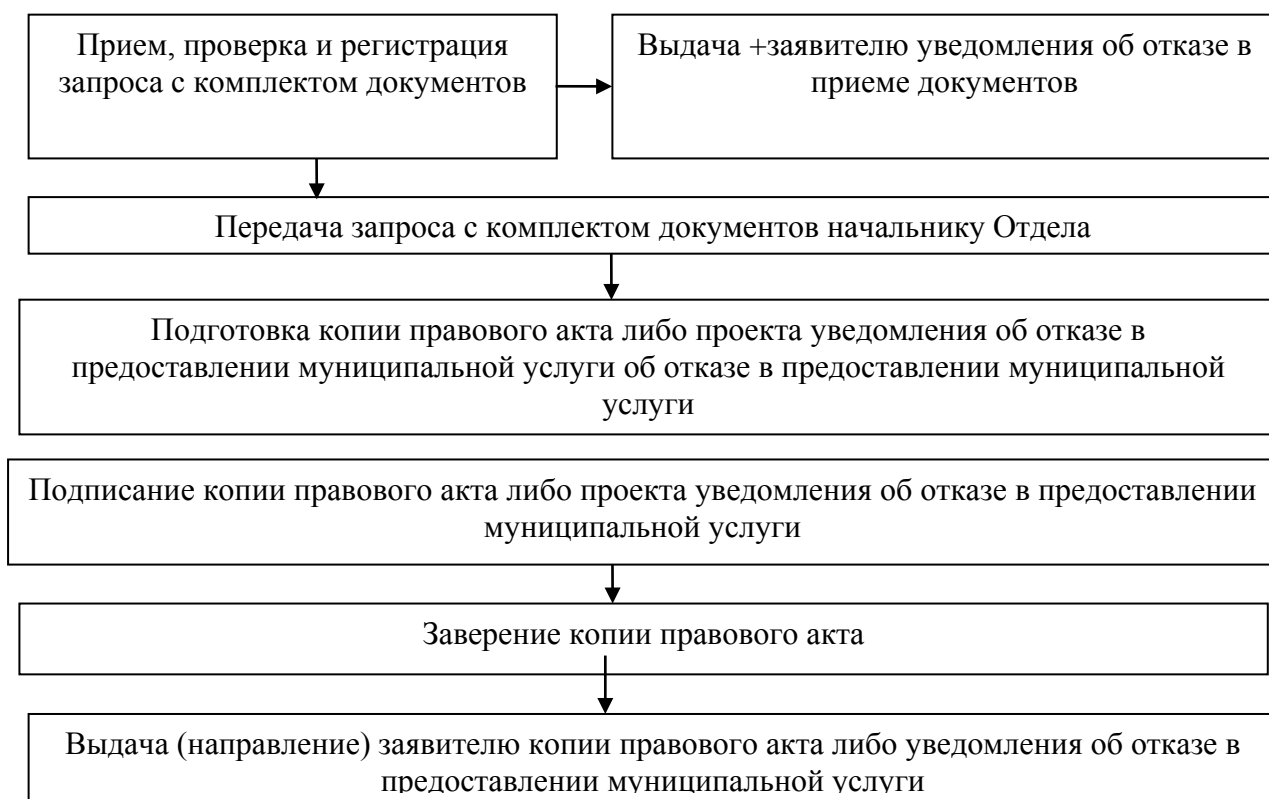 Прием, проверка и регистрация
запроса с комплектом документов
Выдача +заявителю уведомления об отказе в
приеме документов
Передача запроса с комплектом документов начальнику Отдела
Подготовка копии правового акта либо проекта уведомления об отказе в
предоставлении муниципальной услуги об отказе в предоставлении муниципальной
услуги
Подписание копии правового акта либо проекта уведомления об отказе в предоставлении
муниципальной услуги
Заверение копии правового акта
Выдача (направление) заявителю копии правового акта либо уведомления об отказе в
предоставлении муниципальной услуги